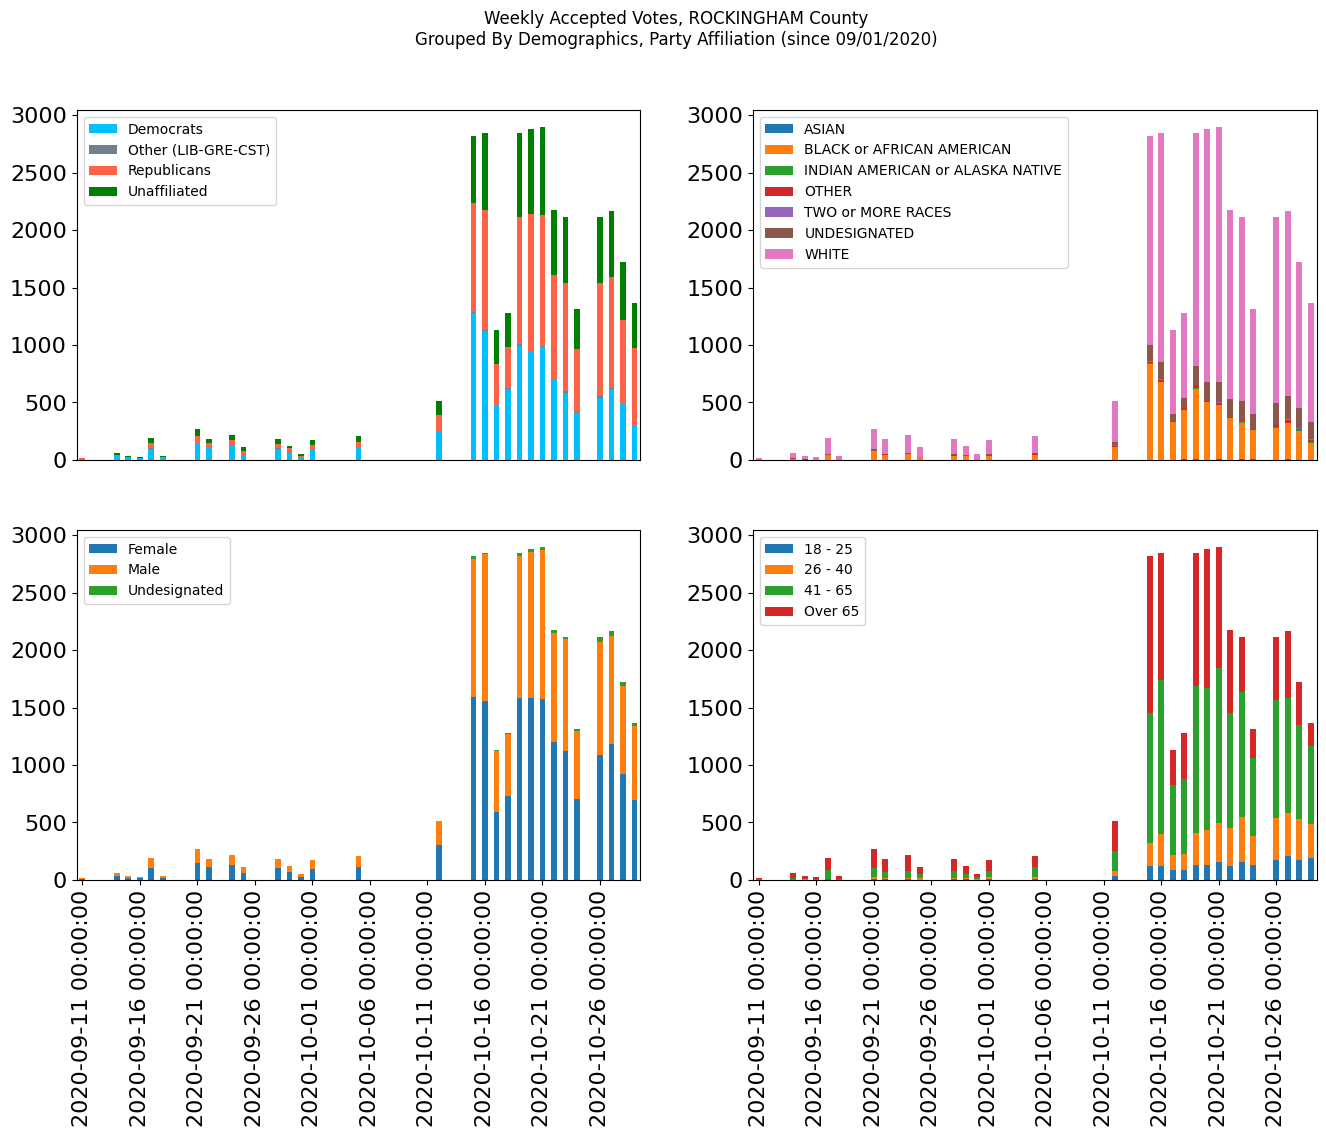 Weekly Accepted Votes, ROCKINGHAM County
Grouped By Demographics, Party Affiliation (since 09/01/2020)
3000
2500
2000
1500
1000
500
0
Democrats
Other (LIB-GRE-CST)
Republicans
Unaffiliated
3000
2500
2000
1500
1000
500
0
ASIAN
BLACK or AFRICAN AMERICAN
INDIAN AMERICAN or ALASKA NATIVE
OTHER
TWO or MORE RACES
UNDESIGNATED
WHITE
3000
2500
2000
1500
1000
500
0
Female
Male
Undesignated
2020-09-11 00:00:00
2020-09-16 00:00:00
2020-09-21 00:00:00
2020-09-26 00:00:00
2020-10-01 00:00:00
2020-10-06 00:00:00
2020-10-11 00:00:00
2020-10-16 00:00:00
2020-10-21 00:00:00
2020-10-26 00:00:00
3000
2500
2000
1500
1000
500
0
18 - 25
26 - 40
41 - 65
Over 65
2020-09-11 00:00:00
2020-09-16 00:00:00
2020-09-21 00:00:00
2020-09-26 00:00:00
2020-10-01 00:00:00
2020-10-06 00:00:00
2020-10-11 00:00:00
2020-10-16 00:00:00
2020-10-21 00:00:00
2020-10-26 00:00:00